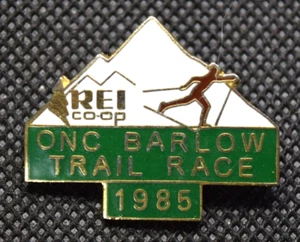 REI
co-op
ONC BARLOW
TRAIL RACE
1985